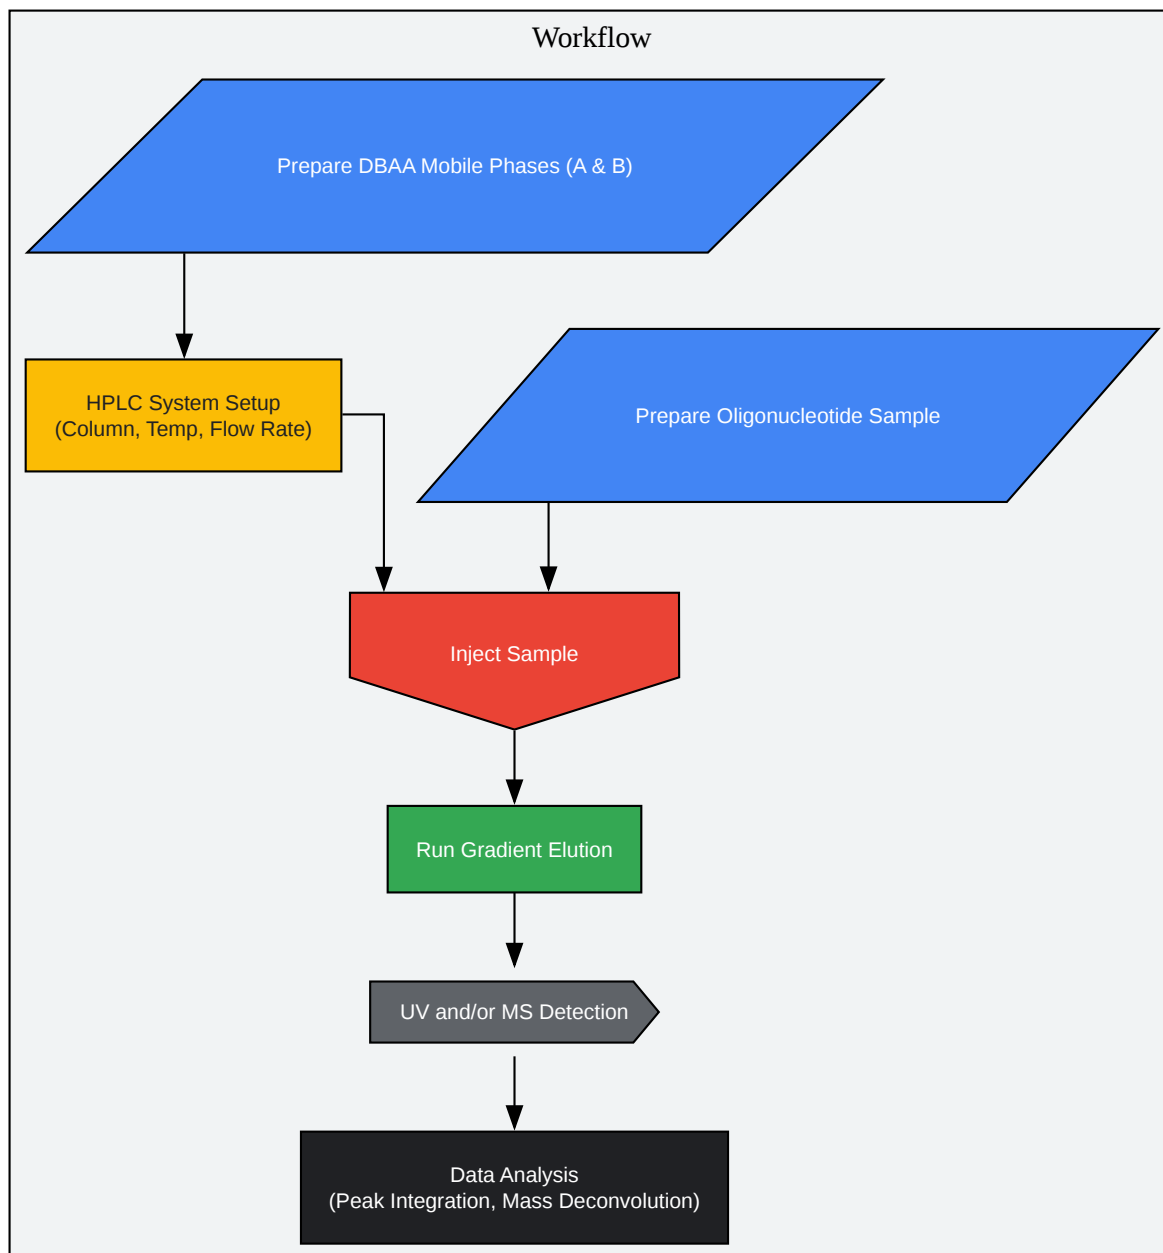 Workflow
Prepare DBAA Mobile Phases (A & B)
HPLC System Setup
(Column, Temp, Flow Rate)
Prepare Oligonucleotide Sample
Inject Sample
Run Gradient Elution
UV and/or MS Detection
Data Analysis
(Peak Integration, Mass Deconvolution)